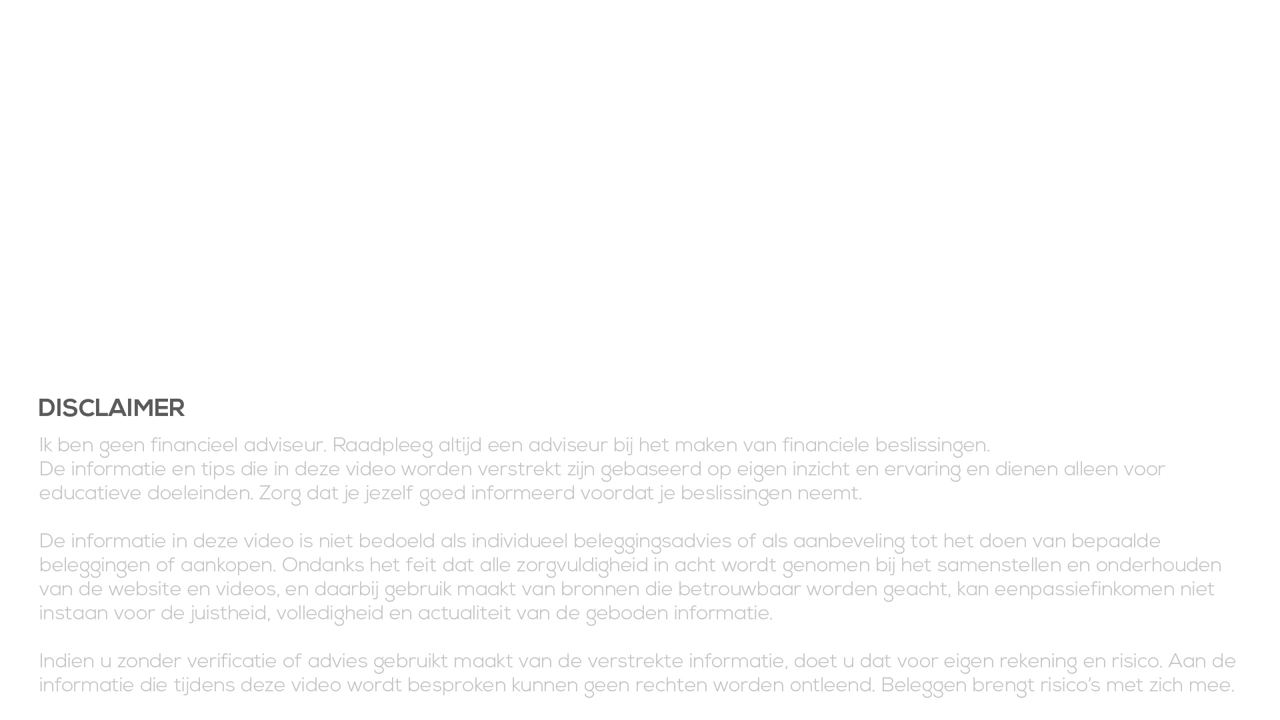 DISCLAIMER
Ik ben geen financieel adviseur. Raadpleeg altijd een adviseur bij het maken van financiele beslissingen.
De informatie en tips die in deze video worden verstrekt zijn gebaseerd op eigen inzicht en ervaring en dienen alleen voor
educatieve doeleinden. Zorg dat je jezelf goed informeerd voordat je beslissingen neemt.
De informatie in deze video is niet bedoeld als individueel beleggingsadvies of als aanbeveling tot het doen van bepaalde
beleggingen of aankopen. Ondanks het feit dat alle zorgvuldigheid in acht wordt genomen bij het samenstellen en onderhouden
van de website en videos, en daarbij gebruik maakt van bronnen die betrouwbaar worden geacht, kan eenpassiefinkomen niet
instaan voor de juistheid, volledigheid en actualiteit van de geboden informatie.
Indien u zonder verificatie of advies gebruikt maakt van de verstrekte informatie, doet u dat voor eigen rekening en risico. Aan de
informatie die tijdens deze video wordt besproken kunnen geen rechten worden ontleend. Beleggen brengt risico's met zich mee.